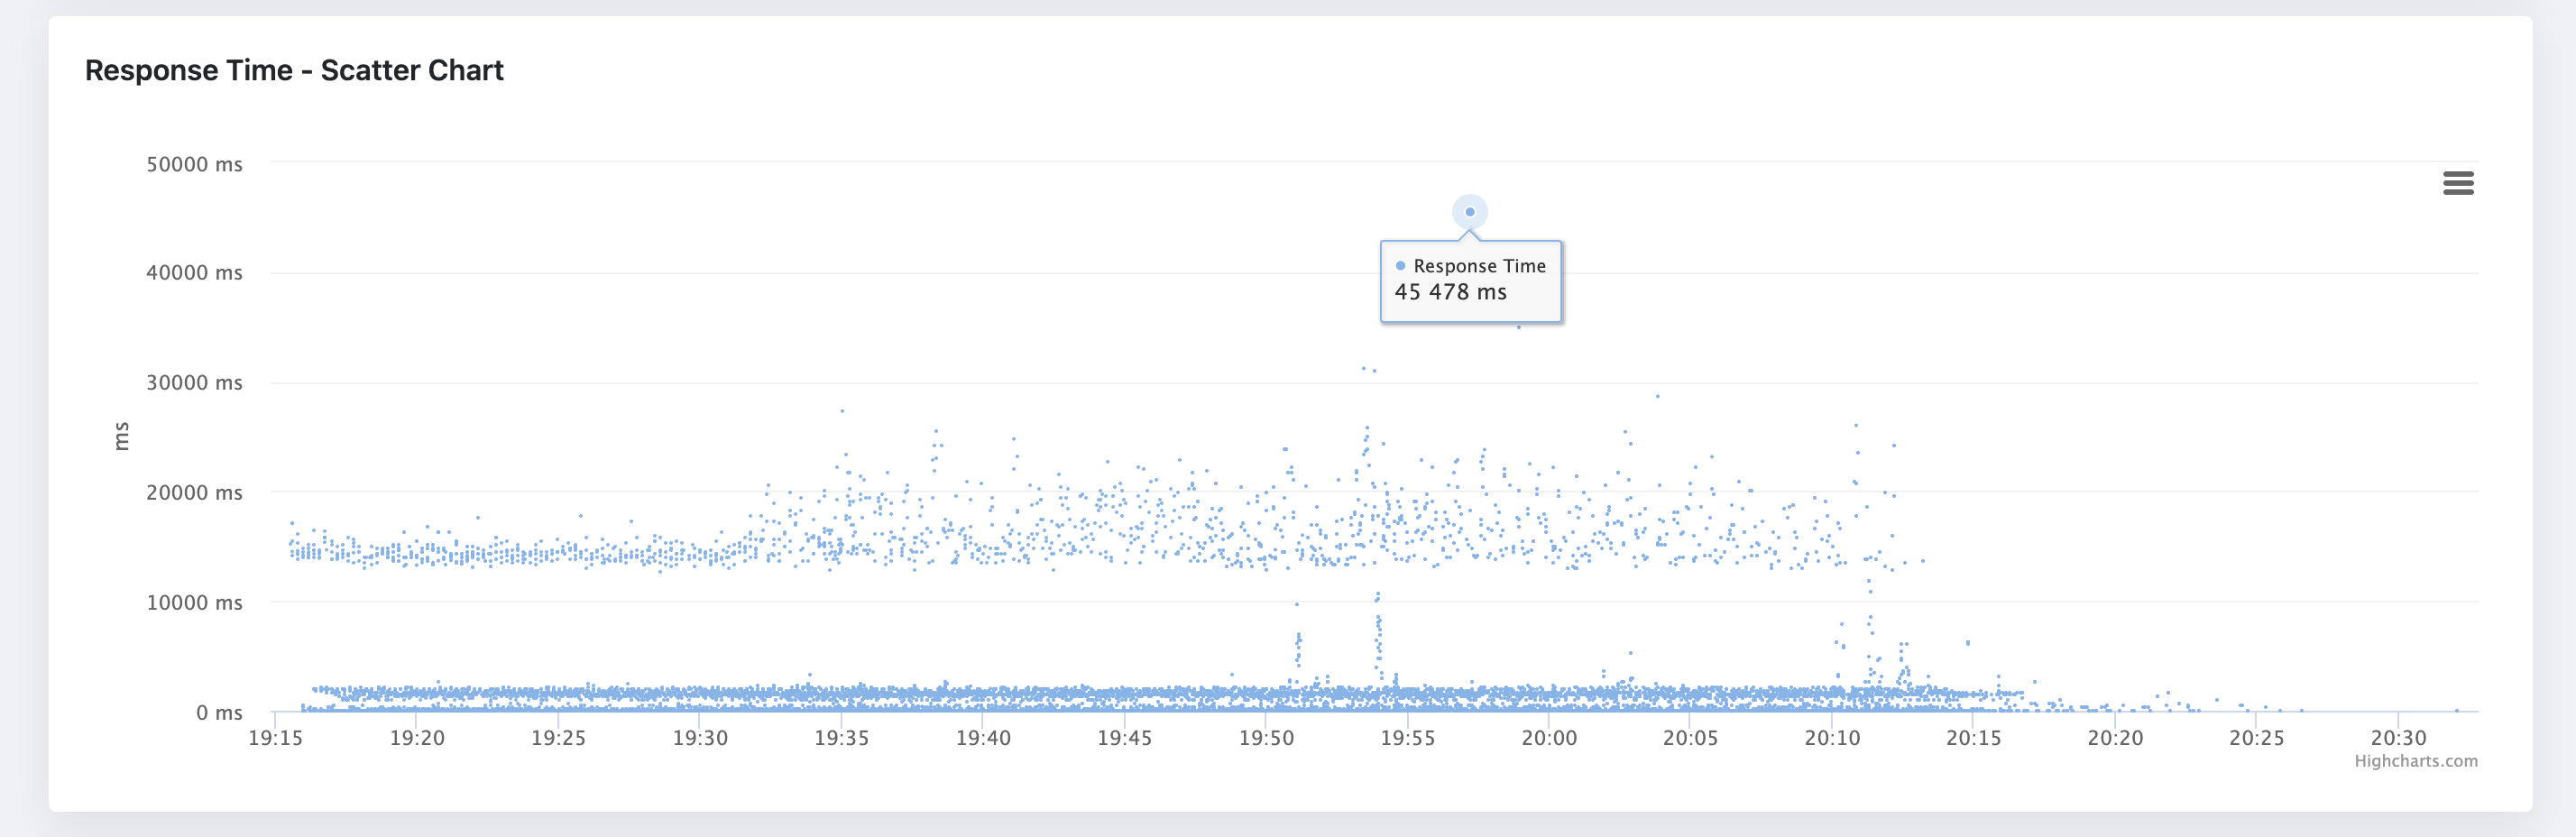 Response Time - Scatter Chart
50000 ms
40000 ms
30000 ms
20000 ms
10000 ms
0 ms
ms
Response Time
45 478 ms
19:15 19:20 19:25 19:30 19:35 19:40 19:45 19:50 19:55 20:00 20:05 20:10 20:15 20:20 20:25 20:30
Highcharts.com